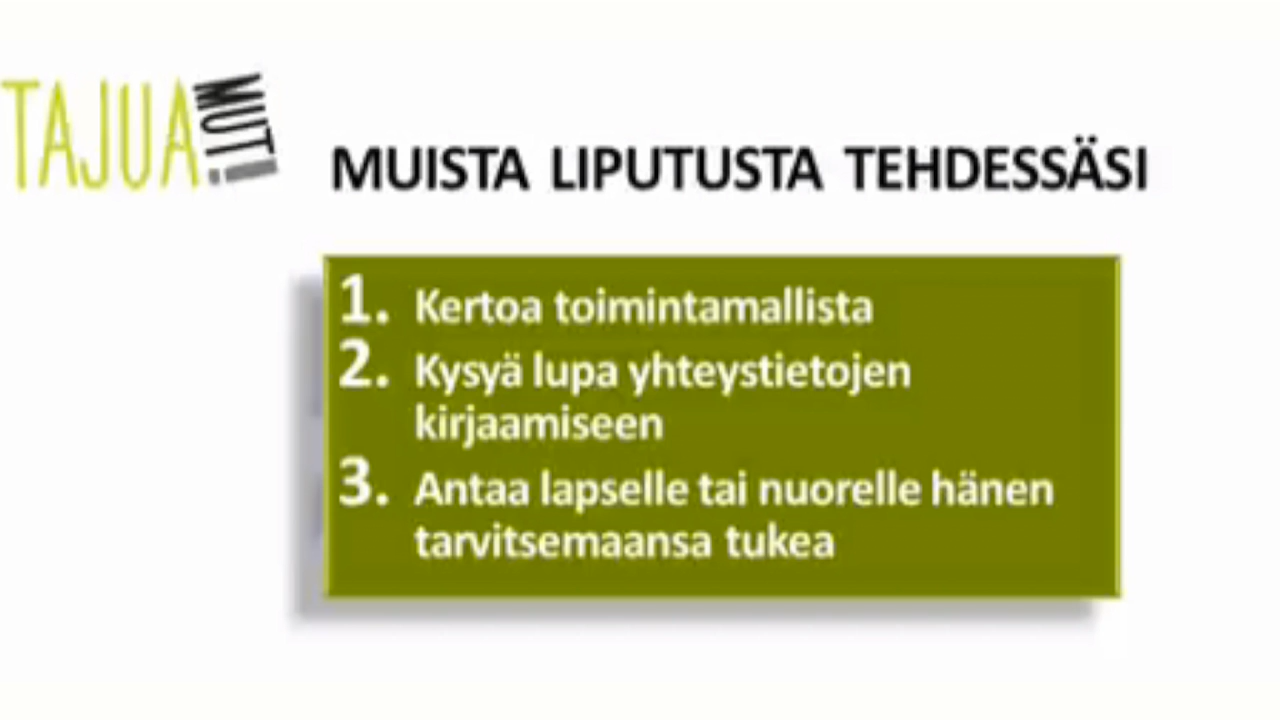 TAJUA MUT!
MUISTA LIPUTUSTA TEHDESSÄSI
1. Kertoa toimintamallista
2. Kysyä lupa yhteystietojen
kirjaamiseen
3. Antaa lapselle tai nuorelle hänen
tarvitsemaansa tukea